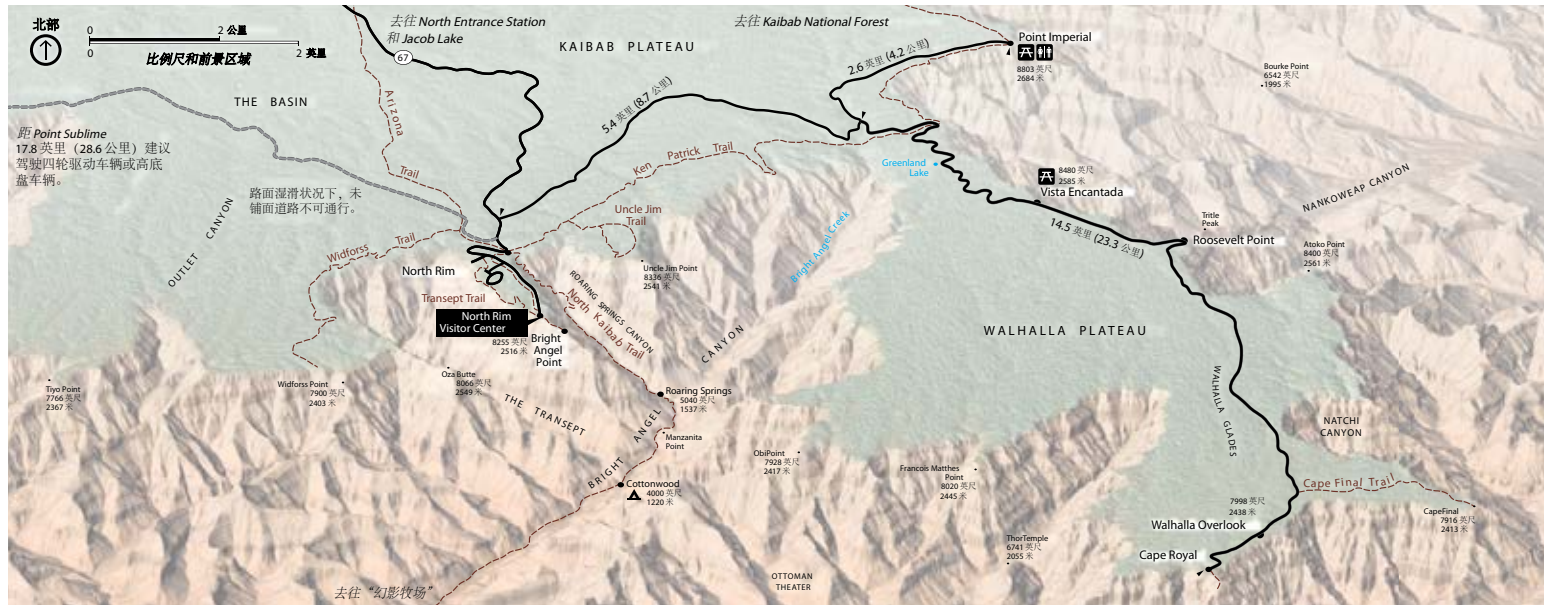 北部
0
2 公里
0
2 英里
比例尺和前景区域
去往 North Entrance Station
和 Jacob Lake
67
KAIBAB PLATEAU
去往 Kaibab National Forest
Point Imperial
8803 英尺
2684 米
2.6 英里 (4.2 公里)
Bourke Point
6542 英尺
1995 米
THE BASIN
Arizona
Trail
5.4 英里 (8.7 公里)
距 Point Sublime
17.8 英里（28.6 公里）建议
驾驶四轮驱动车辆或高底
盘车辆。
路面湿滑状况下，未
铺面道路不可通行。
Ken Patrick Trail
Greenland
Lake
8480 英尺
2585 米
Vista Encantada
NANKOWEAP CANYON
OUTLET CANYON
Uncle Jim
Trail
Bright Angel Creek
14.5 英里 (23.3 公里)
Tritle
Peak
Roosevelt Point
Atoko Point
8400 英尺
2561 米
Widforss Trail
North Rim
Uncle Jim Point
8336 英尺
2541 米
ROARING SPRINGS CANYON
North Kaibab Trail
Transept Trail
North Rim
Visitor Center
8255 英尺
2516 米
Bright
Angel
Point
CANYON
WALHALLA PLATEAU
Tiyo Point
7766 英尺
2367 米
Widforss Point
7900 英尺
2403 米
Oza Butte
8066 英尺
2549 米
THE TRANSEPT
Roaring Springs
5040 英尺
1537 米
ANGEL
Manzanita
Point
BRIGHT
WALHALLA GLADES
NATCHI
CANYON
ObiPoint
7928 英尺
2417 米
Francois Matthes
Point
8020 英尺
2445 米
Cottonwood
4000 英尺
1220 米
Cape Final Trail
7998 英尺
2438 米
Walhalla Overlook
CapeFinal
7916 英尺
2413 米
ThorTemple
6741 英尺
2055 米
Cape Royal
OTTOMAN
THEATER
去往“幻影牧场”